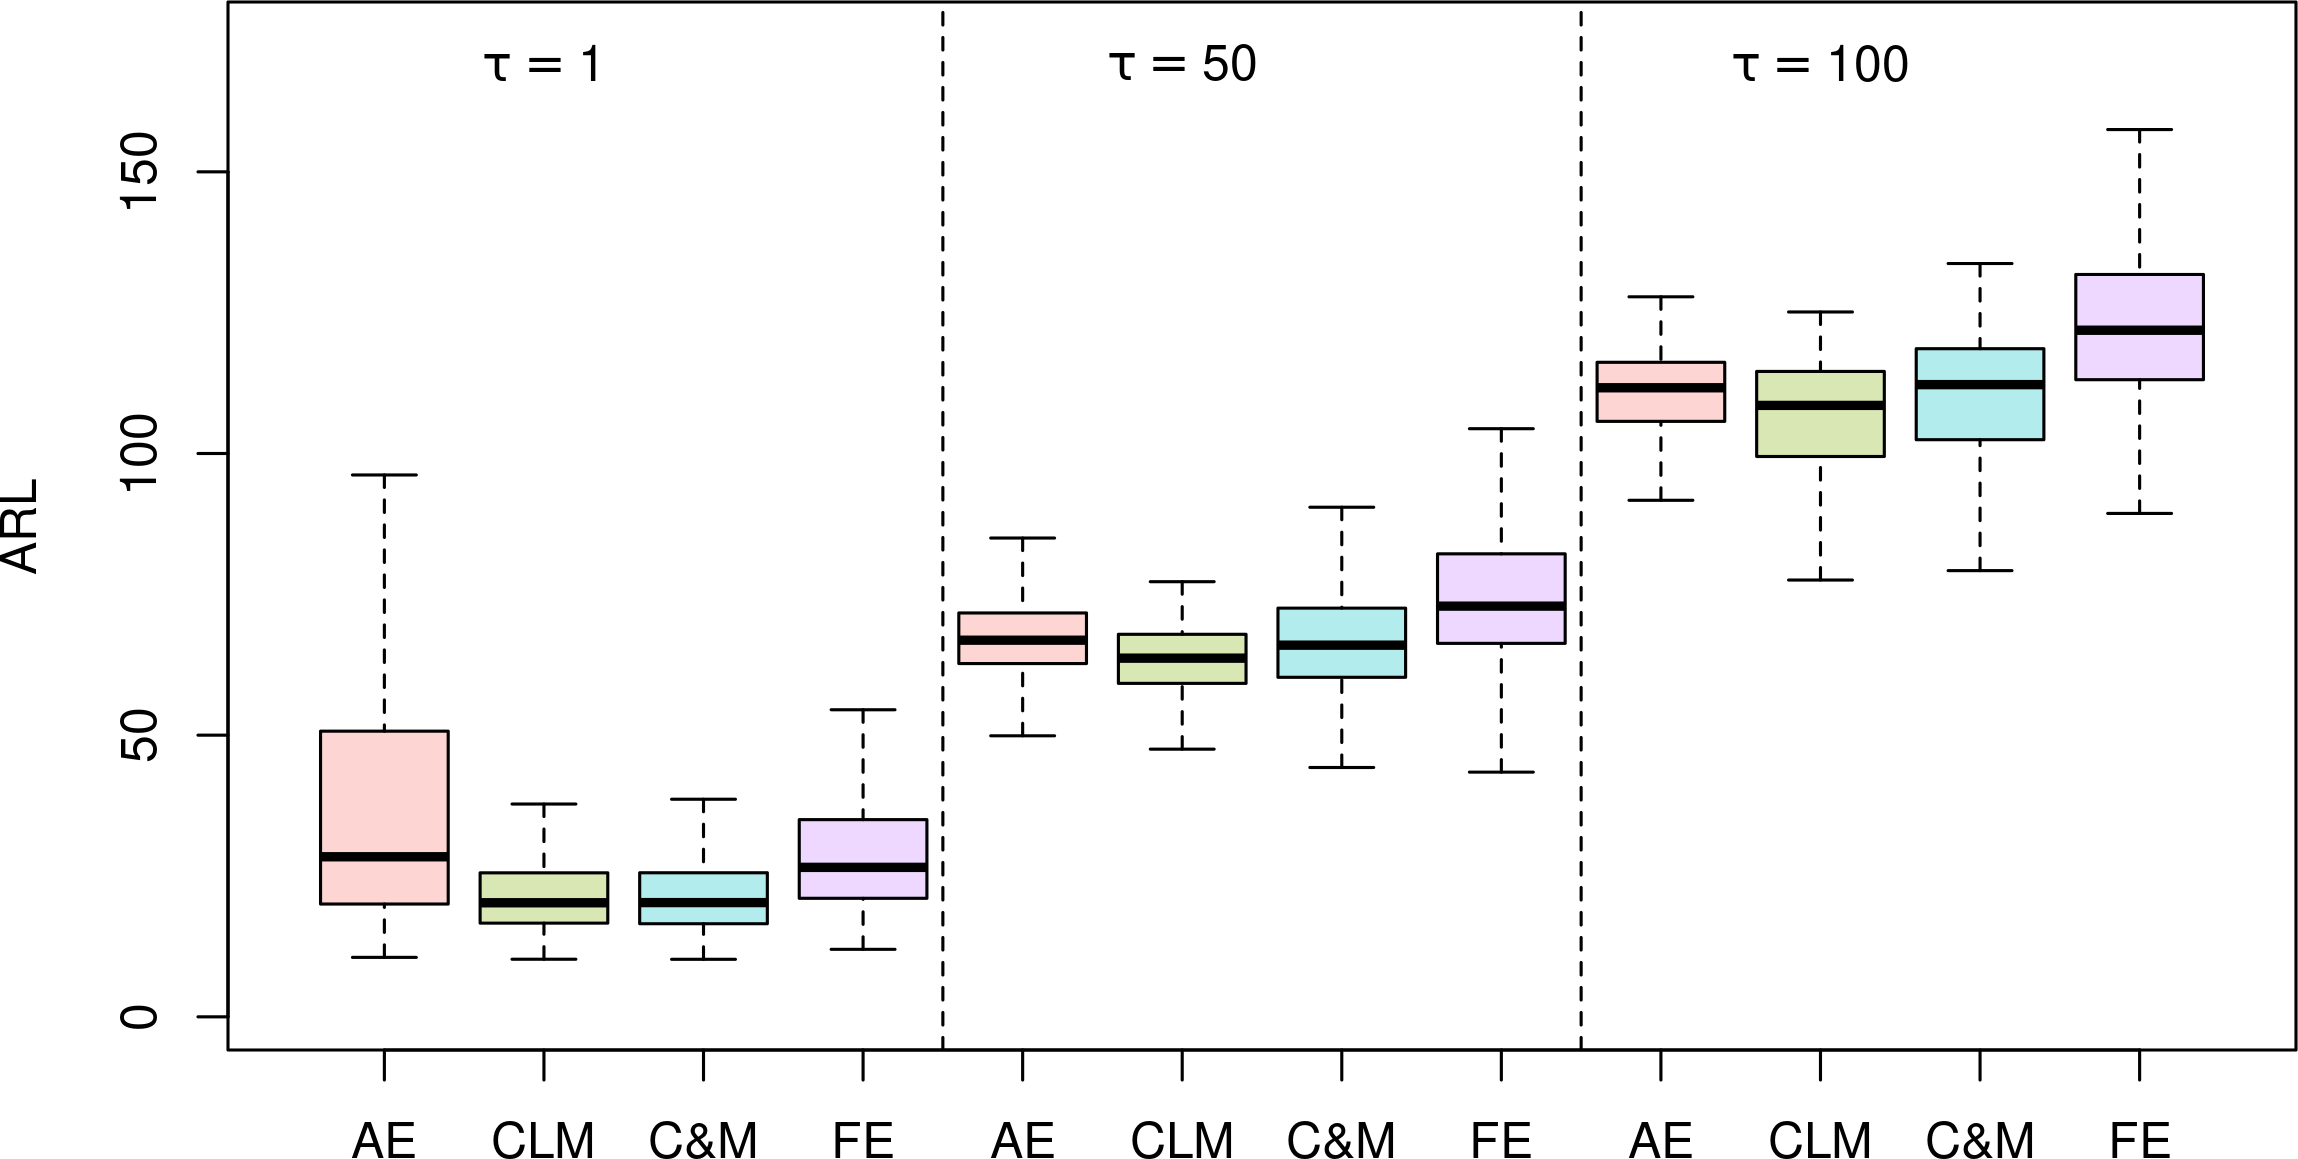 τ = 1
τ = 50
τ = 100
ARL
150
100
50
0
AE CLM C&M FE AE CLM C&M FE AE CLM C&M FE